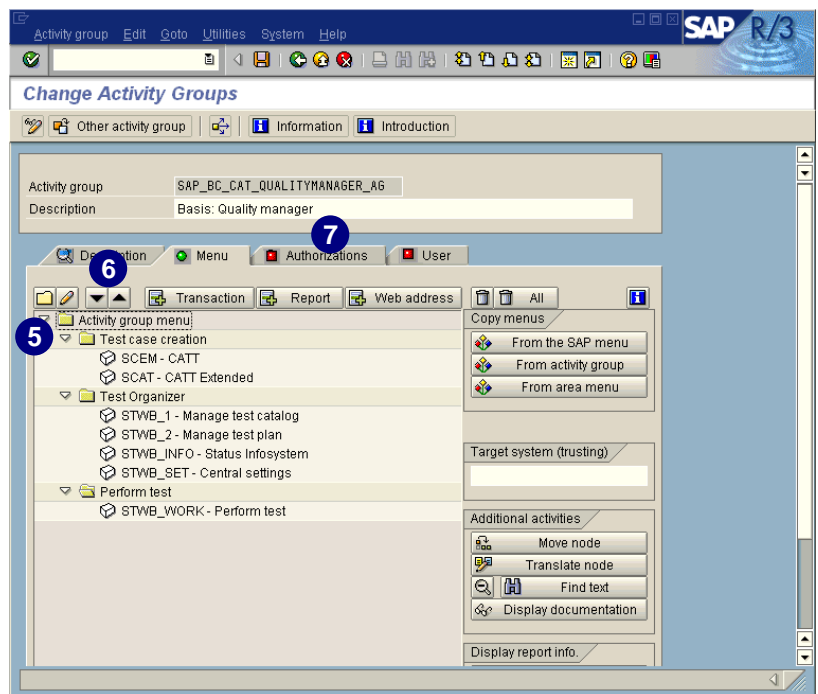 Activity group Edit Goto Utilities System Help
SAP R/3
Change Activity Groups
Other activity group Information Introduction
Activity group SAP_BC_CAT_QUALITYMANAGER_AG
Description Basis: Quality manager
7
Description Menu Authorizations User
6
Transaction Report Web address All
Activity group menu
Copy menus
5
Test case creation
From the SAP menu
SCEM - CATT
From activity group
SCAT - CATT Extended
From area menu
Test Organizer
STWB_1 - Manage test catalog
STWB_2 - Manage test plan
STWB_INFO - Status Infosystem
Target system (trusting)
STWB_SET - Central settings
Perform test
STWB_WORK - Perform test
Additional activities
Move node
Translate node
Find text
Display documentation
Display report info.